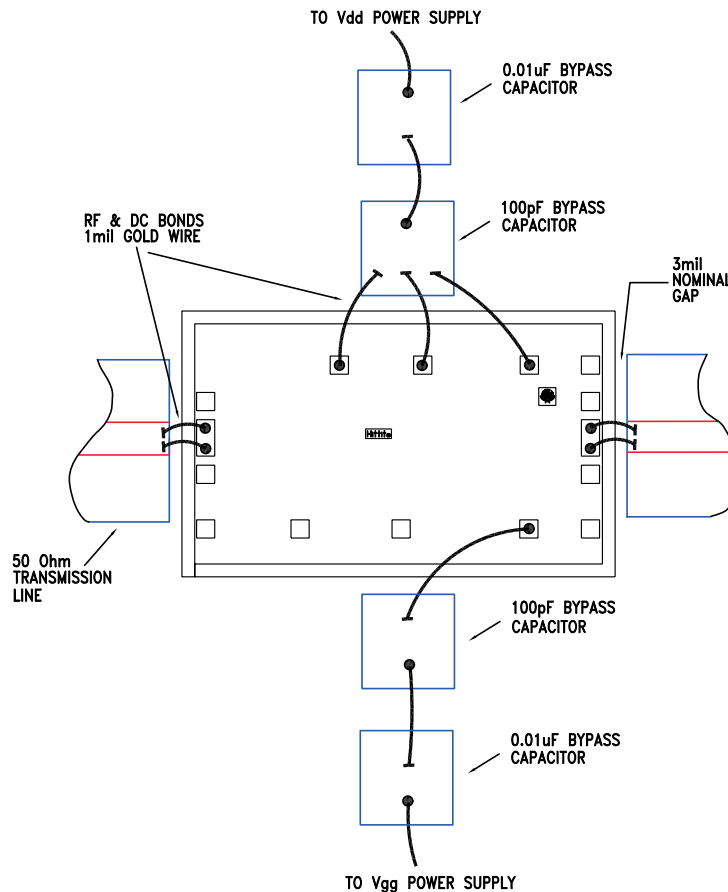 TO Vdd POWER SUPPLY
0.01uF BYPASS
CAPACITOR
100pF BYPASS
CAPACITOR
RF & DC BONDS
1mil GOLD WIRE
3mil
NOMINAL
GAP
Hittite
50 Ohm
TRANSMISSION
LINE
100pF BYPASS
CAPACITOR
0.01uF BYPASS
CAPACITOR
TO Vgg POWER SUPPLY